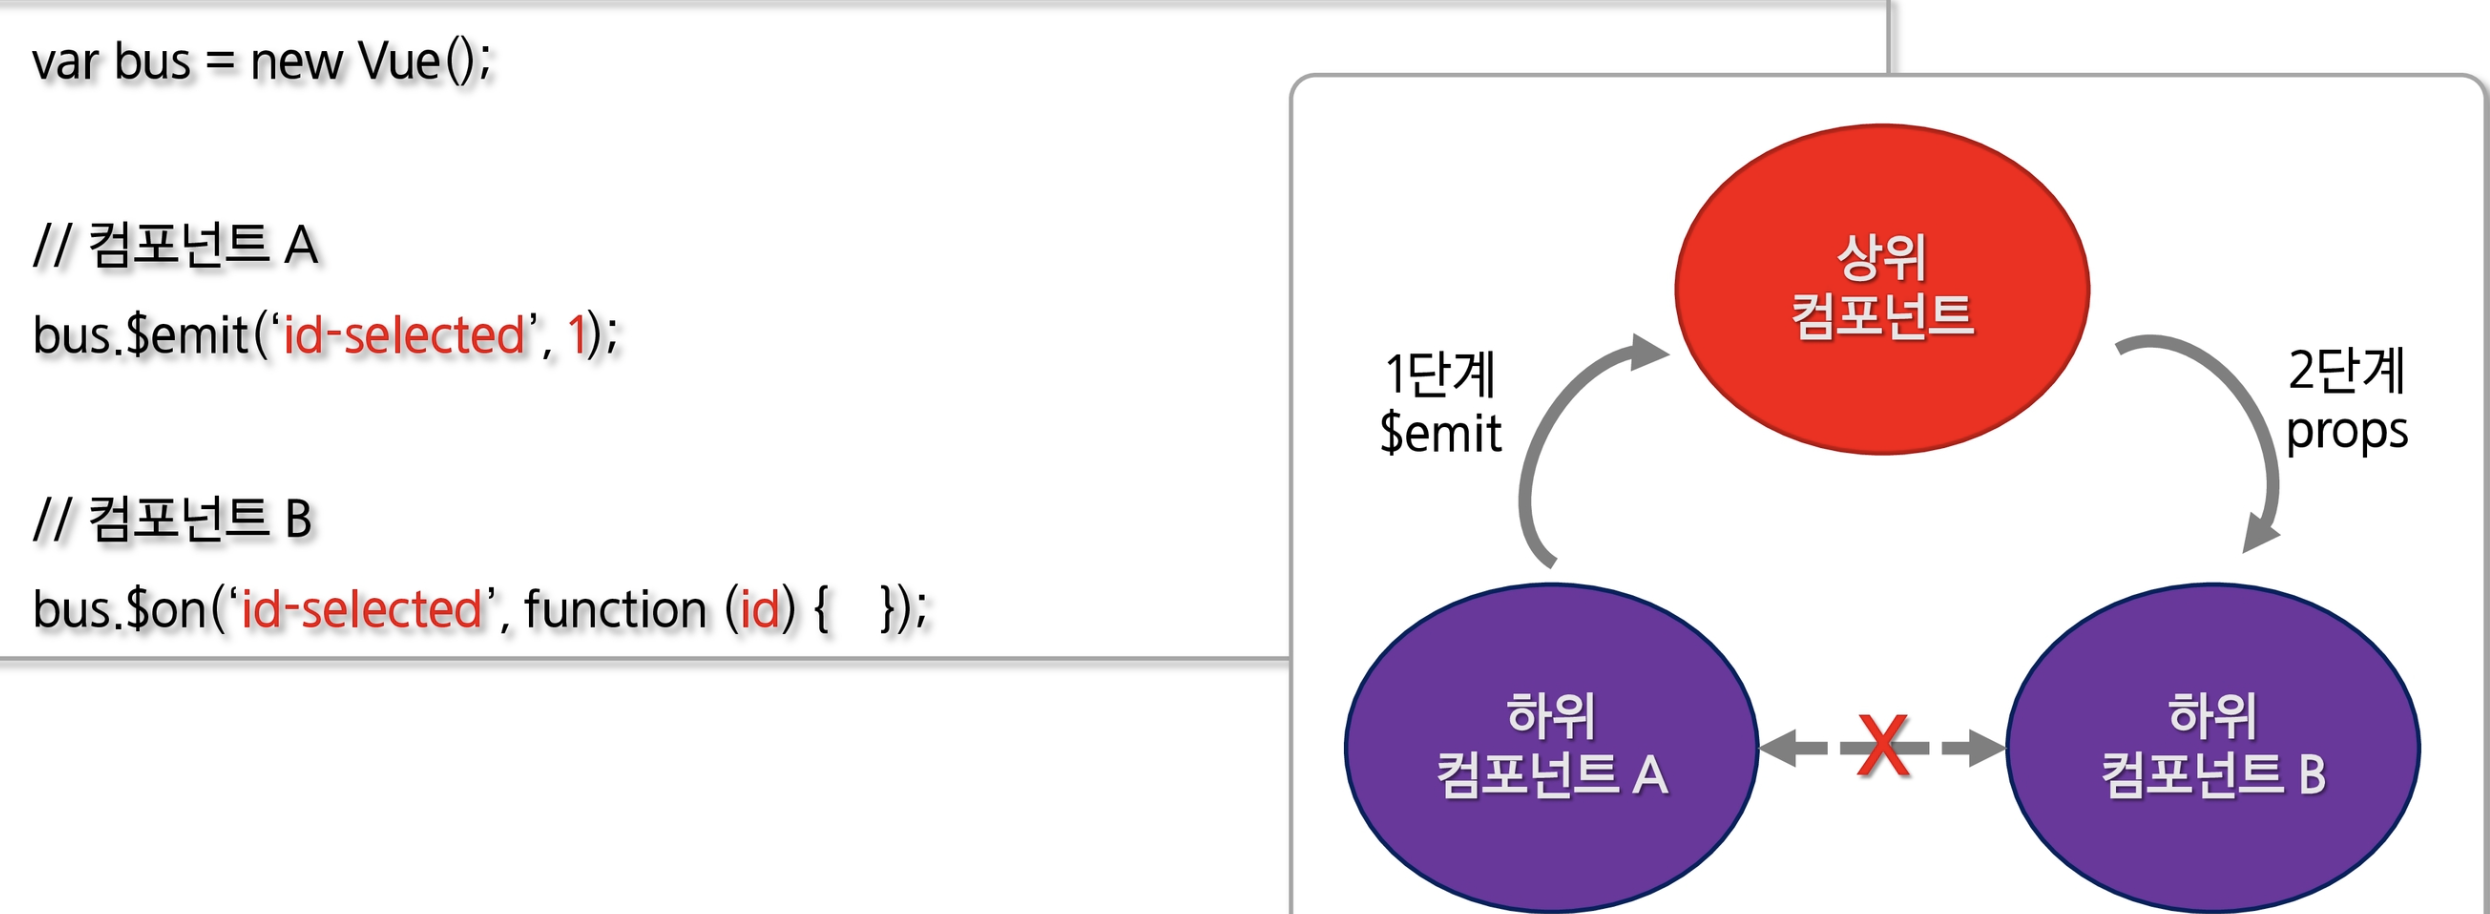 var bus = new Vue();
// 컴포넌트 A
bus.$emit(‘id-selected’, 1);
// 컴포넌트 B
bus.$on(‘id-selected’, function (id) {   });
상위
컴포넌트
1단계
$emit
2단계
props
하위
컴포넌트 A
X
하위
컴포넌트 B